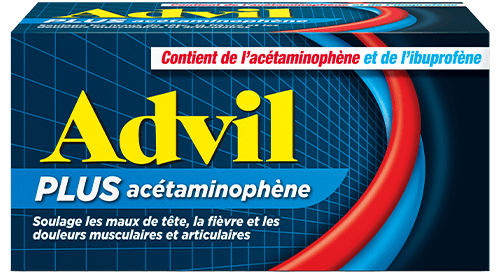 Contient de l'acétaminophène et de l'ibuprofène
Advil
PLUS acétaminophène
Soulage les maux de tête, la fièvre et les
douleurs musculaires et articulaires